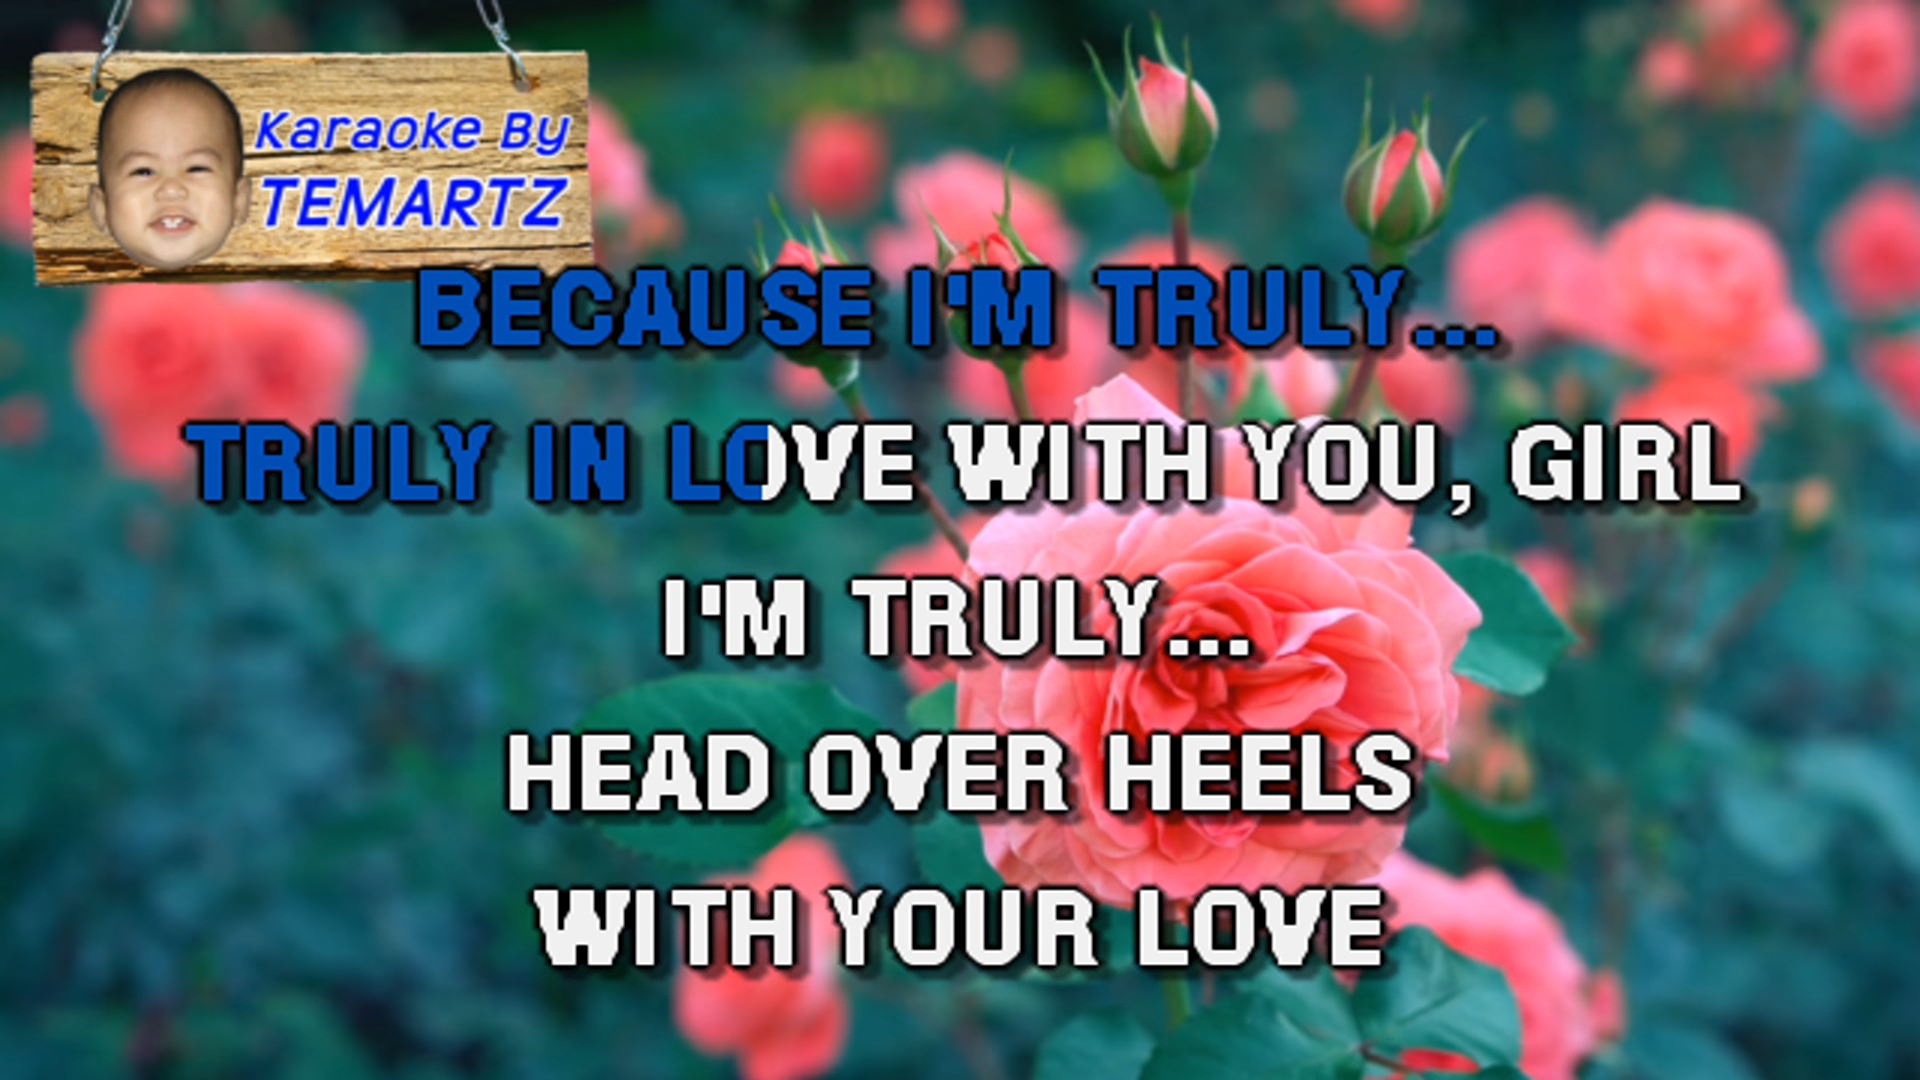 Karaoke By
TEMARTZ
BECAUSE I'M TRULY...
TRULY IN LOVE WITH YOU, GIRL
I'M TRULY...
HEAD OVER HEELS
WITH YOUR LOVE